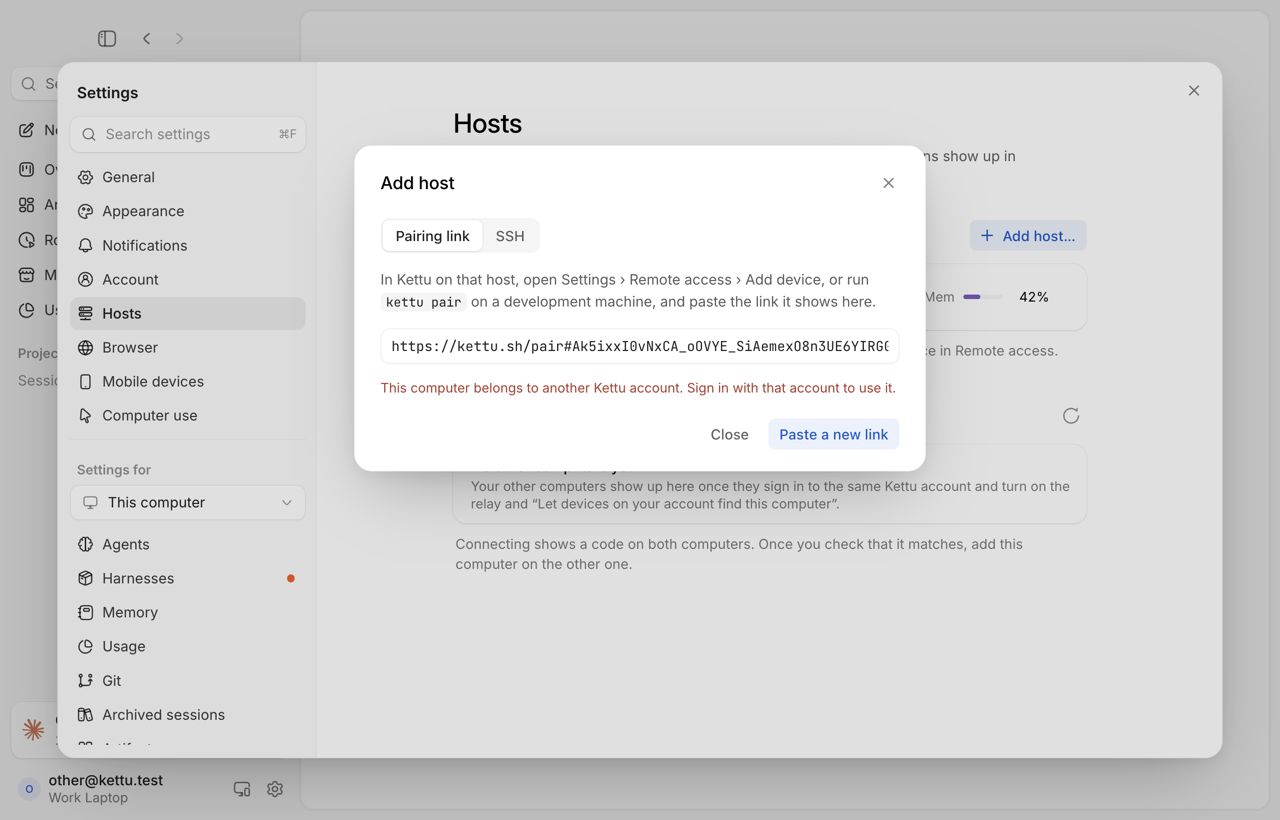 Settings
Search settings
⌘F
General
Appearance
Notifications
Account
Hosts
Browser
Mobile devices
Computer use
Settings for
This computer
Agents
Harnesses
Memory
Usage
Git
Archived sessions
Projec
Sessio
other@kettu.test
Work Laptop
Hosts
ns show up in
Add host...
Mem 42%
ce in Remote access.
Add host
Pairing link
SSH
In Kettu on that host, open Settings › Remote access › Add device, or run
kettu pair on a development machine, and paste the link it shows here.
https://kettu.sh/pair#Ak5ixxI0vNxCA_oOVYE_SiAemexO8n3UE6YIRG
This computer belongs to another Kettu account. Sign in with that account to use it.
Close
Paste a new link
Your other computers show up here once they sign in to the same Kettu account and turn on the
relay and “Let devices on your account find this computer”.
Connecting shows a code on both computers. Once you check that it matches, add this
computer on the other one.